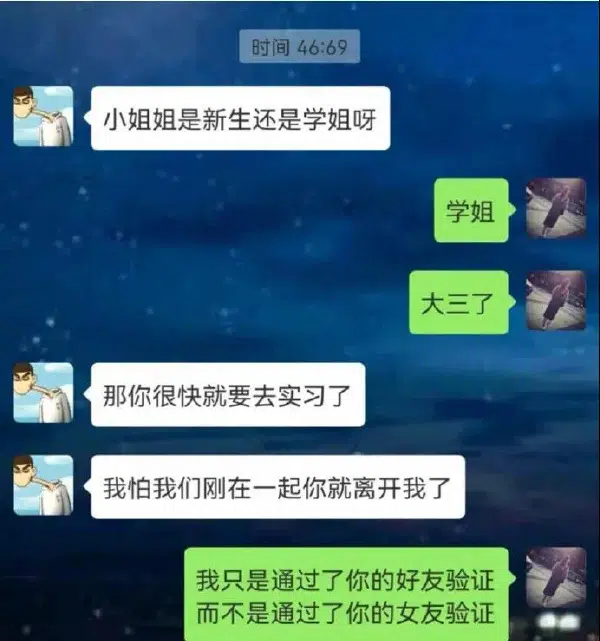 时间 46:69
小姐姐是新生还是学姐呀
学姐
大三了
那你很快就要去实习了
我怕我们刚在一起你就离开我了
我只是通过了你的好友验证
而不是通过了你的女友验证